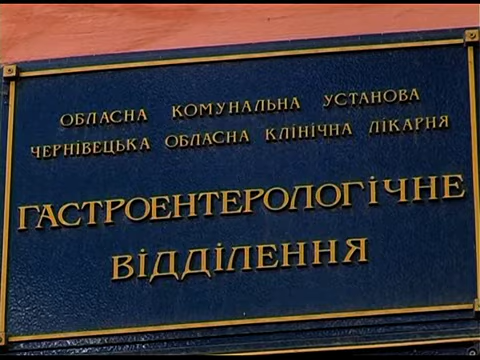 ОБЛАСНА КОМУНАЛЬНА УСТАНОВА
ЧЕРНІВЕЦЬКА ОБЛАСНА КЛІНІЧНА ЛІКАРНЯ
ГАСТРОЕНТЕРОЛОГІЧНЕ
ВІДДІЛЕННЯ